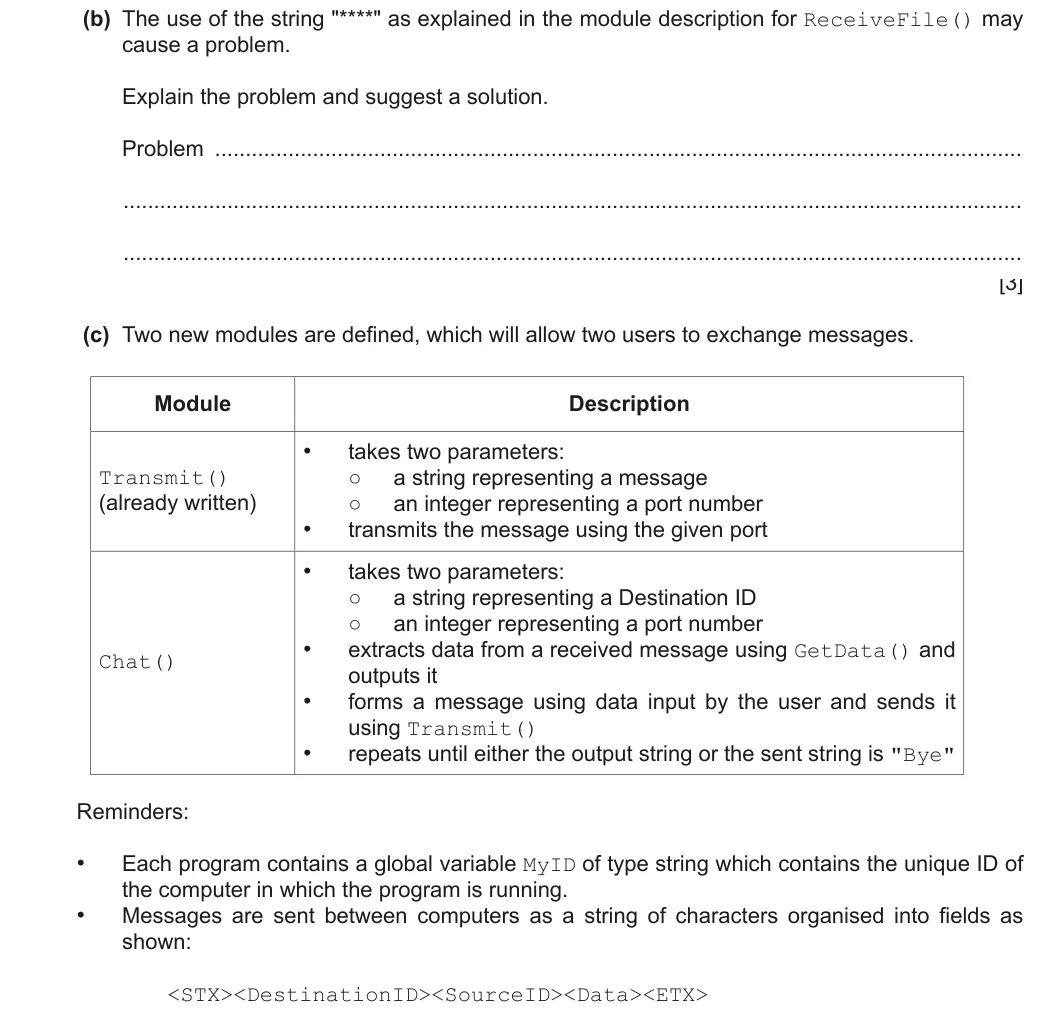 (b) The use of the string "****" as explained in the module description for ReceiveFile() may
cause a problem.
Explain the problem and suggest a solution.
Problem ....................................................................................................................................
....................................................................................................................................................
....................................................................................................................................................
[3]
(c) Two new modules are defined, which will allow two users to exchange messages.
Module Description
Transmit()
(already written)
• takes two parameters:
○ a string representing a message
○ an integer representing a port number
• transmits the message using the given port
Chat()
• takes two parameters:
○ a string representing a Destination ID
○ an integer representing a port number
• extracts data from a received message using GetData() and
outputs it
• forms a message using data input by the user and sends it
using Transmit()
• repeats until either the output string or the sent string is "Bye"
Reminders:
• Each program contains a global variable MyID of type string which contains the unique ID of
the computer in which the program is running.
• Messages are sent between computers as a string of characters organised into fields as
shown:
<STX><DestinationID><SourceID><Data><ETX>